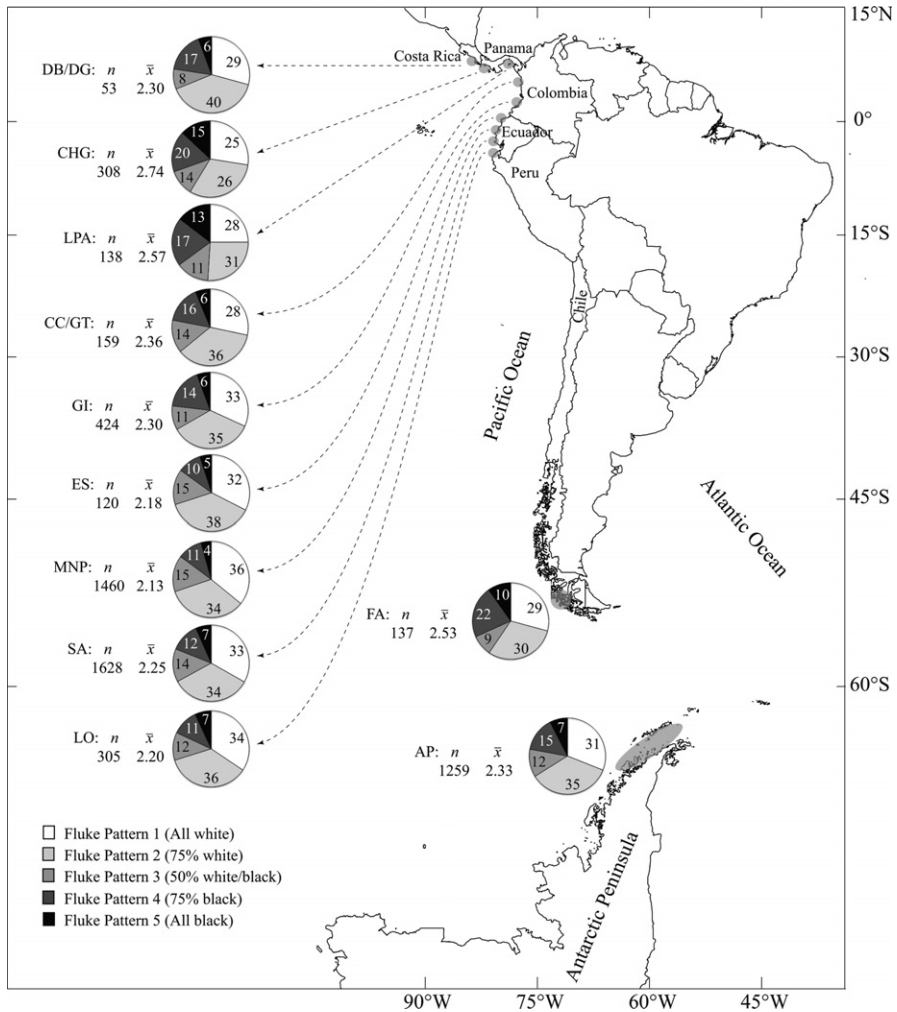 15°N
0°
15°S
30°S
45°S
60°S
90°W 75°W 60°W 45°W
Costa Rica
Panama
Colombia
Ecuador
Peru
Chile
Pacific Ocean
Atlantic Ocean
Antarctic Peninsula
DB/DG: n x̄
53 2.30
6 29 40 8 17
CHG: n x̄
308 2.74
15 25 26 14 20
LPA: n x̄
138 2.57
13 28 31 11 17
CC/GT: n x̄
159 2.36
6 28 36 14 16
GI: n x̄
424 2.30
6 33 35 11 14
ES: n x̄
120 2.18
5 32 38 15 10
MNP: n x̄
1460 2.13
4 36 34 15 11
SA: n x̄
1628 2.25
7 33 34 14 12
LO: n x̄
305 2.20
7 34 36 12 11
FA: n x̄
137 2.53
10 29 30 9 22
AP: n x̄
1259 2.33
7 31 35 12 15
Fluke Pattern 1 (All white)
Fluke Pattern 2 (75% white)
Fluke Pattern 3 (50% white/black)
Fluke Pattern 4 (75% black)
Fluke Pattern 5 (All black)